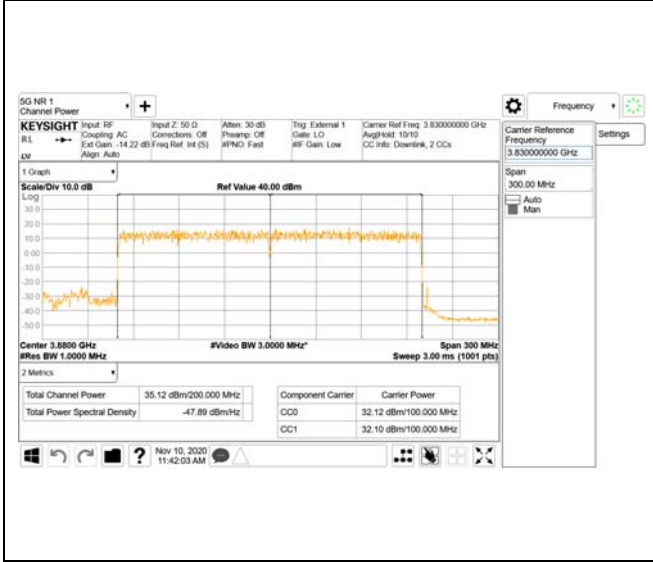 5G NR 1
Channel Power
+
Frequency
KEYSIGHT
R L
Input: RF
Coupling: AC
Ext Gain: -14.22 dB
Align: Auto
Input Z: 50 Ω
Corrections: Off
Freq Ref: Int (S)
Atten: 30 dB
Preamp: Off
#PNO: Fast
Trig: External 1
Gate: LO
#IF Gain: Low
Carrier Ref Freq: 3.830000000 GHz
Avg|Hold: 10/10
CC Info: Downlink, 2 CCs
Carrier Reference
Frequency
3.830000000 GHz
Settings
Span
300.00 MHz
Auto
Man
1 Graph
Scale/Div 10.0 dB
Ref Value 40.00 dBm
Log
30.0
20.0
10.0
0.00
-10.0
-20.0
-30.0
-40.0
-50.0
Center 3.8800 GHz
#Video BW 3.0000 MHz*
Span 300 MHz
#Res BW 1.0000 MHz
Sweep 3.00 ms (1001 pts)
2 Metrics
Total Channel Power 35.12 dBm/200.000 MHz
Total Power Spectral Density -47.89 dBm/Hz
Component Carrier Carrier Power
CC0 32.12 dBm/100.000 MHz
CC1 32.10 dBm/100.000 MHz
?
Nov 10, 2020
11:42:03 AM